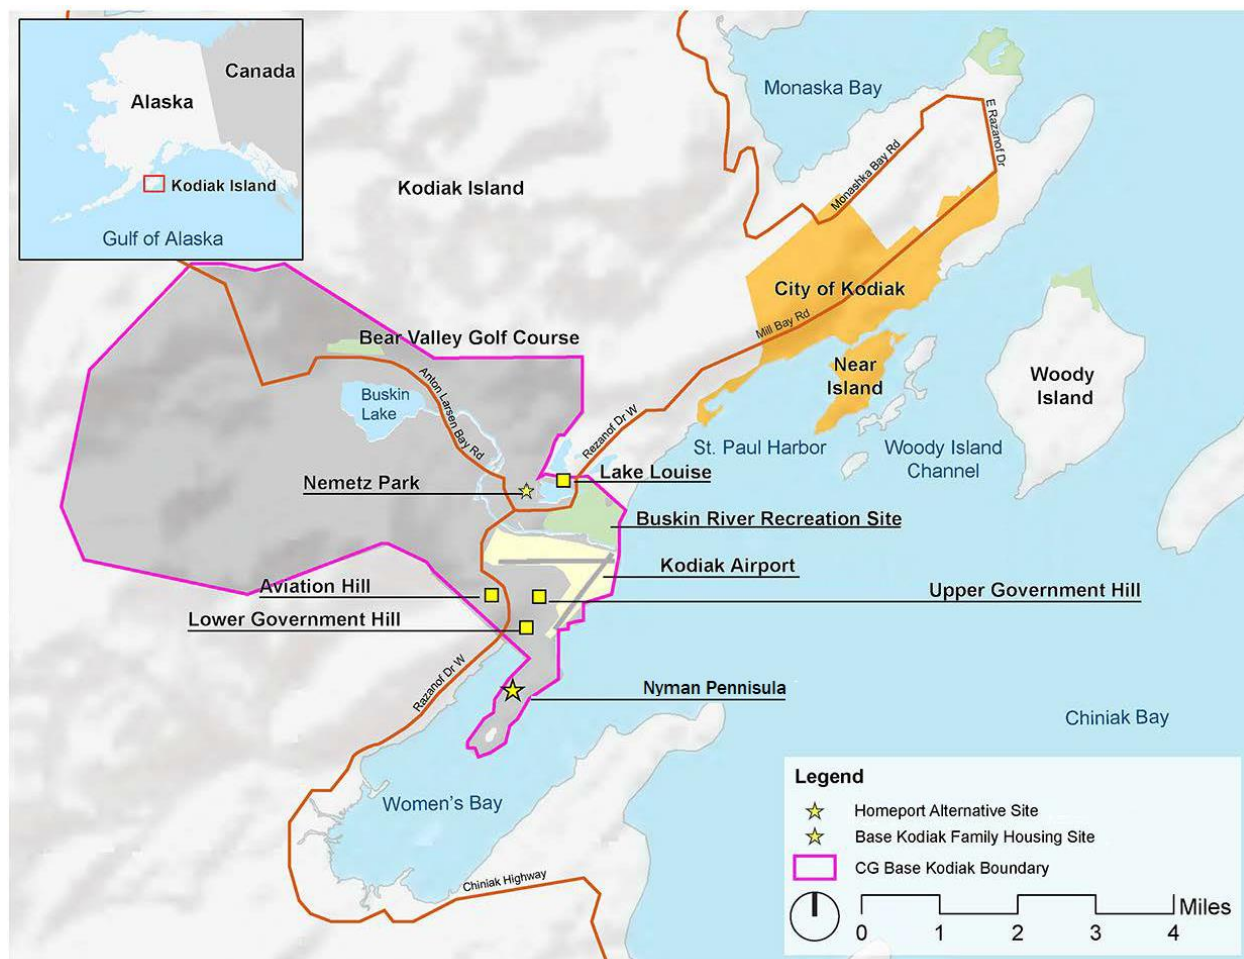 Canada
Alaska
Kodiak Island
Gulf of Alaska
Monaska Bay
E Razanof Dr
Monashka Bay Rd
Kodiak Island
City of Kodiak
Mill Bay Rd
Near
Island
Woody
Island
Bear Valley Golf Course
Buskin
Lake
Anton Larsen Bay Rd
Rezanof Dr W
St. Paul Harbor
Woody Island
Channel
Nemetz Park
Lake Louise
Buskin River Recreation Site
Kodiak Airport
Aviation Hill
Upper Government Hill
Lower Government Hill
Razanof Dr W
Nyman Pennisula
Chiniak Bay
Women's Bay
Chiniak Highway
Legend
Homeport Alternative Site
Base Kodiak Family Housing Site
CG Base Kodiak Boundary
Miles
0 1 2 3 4